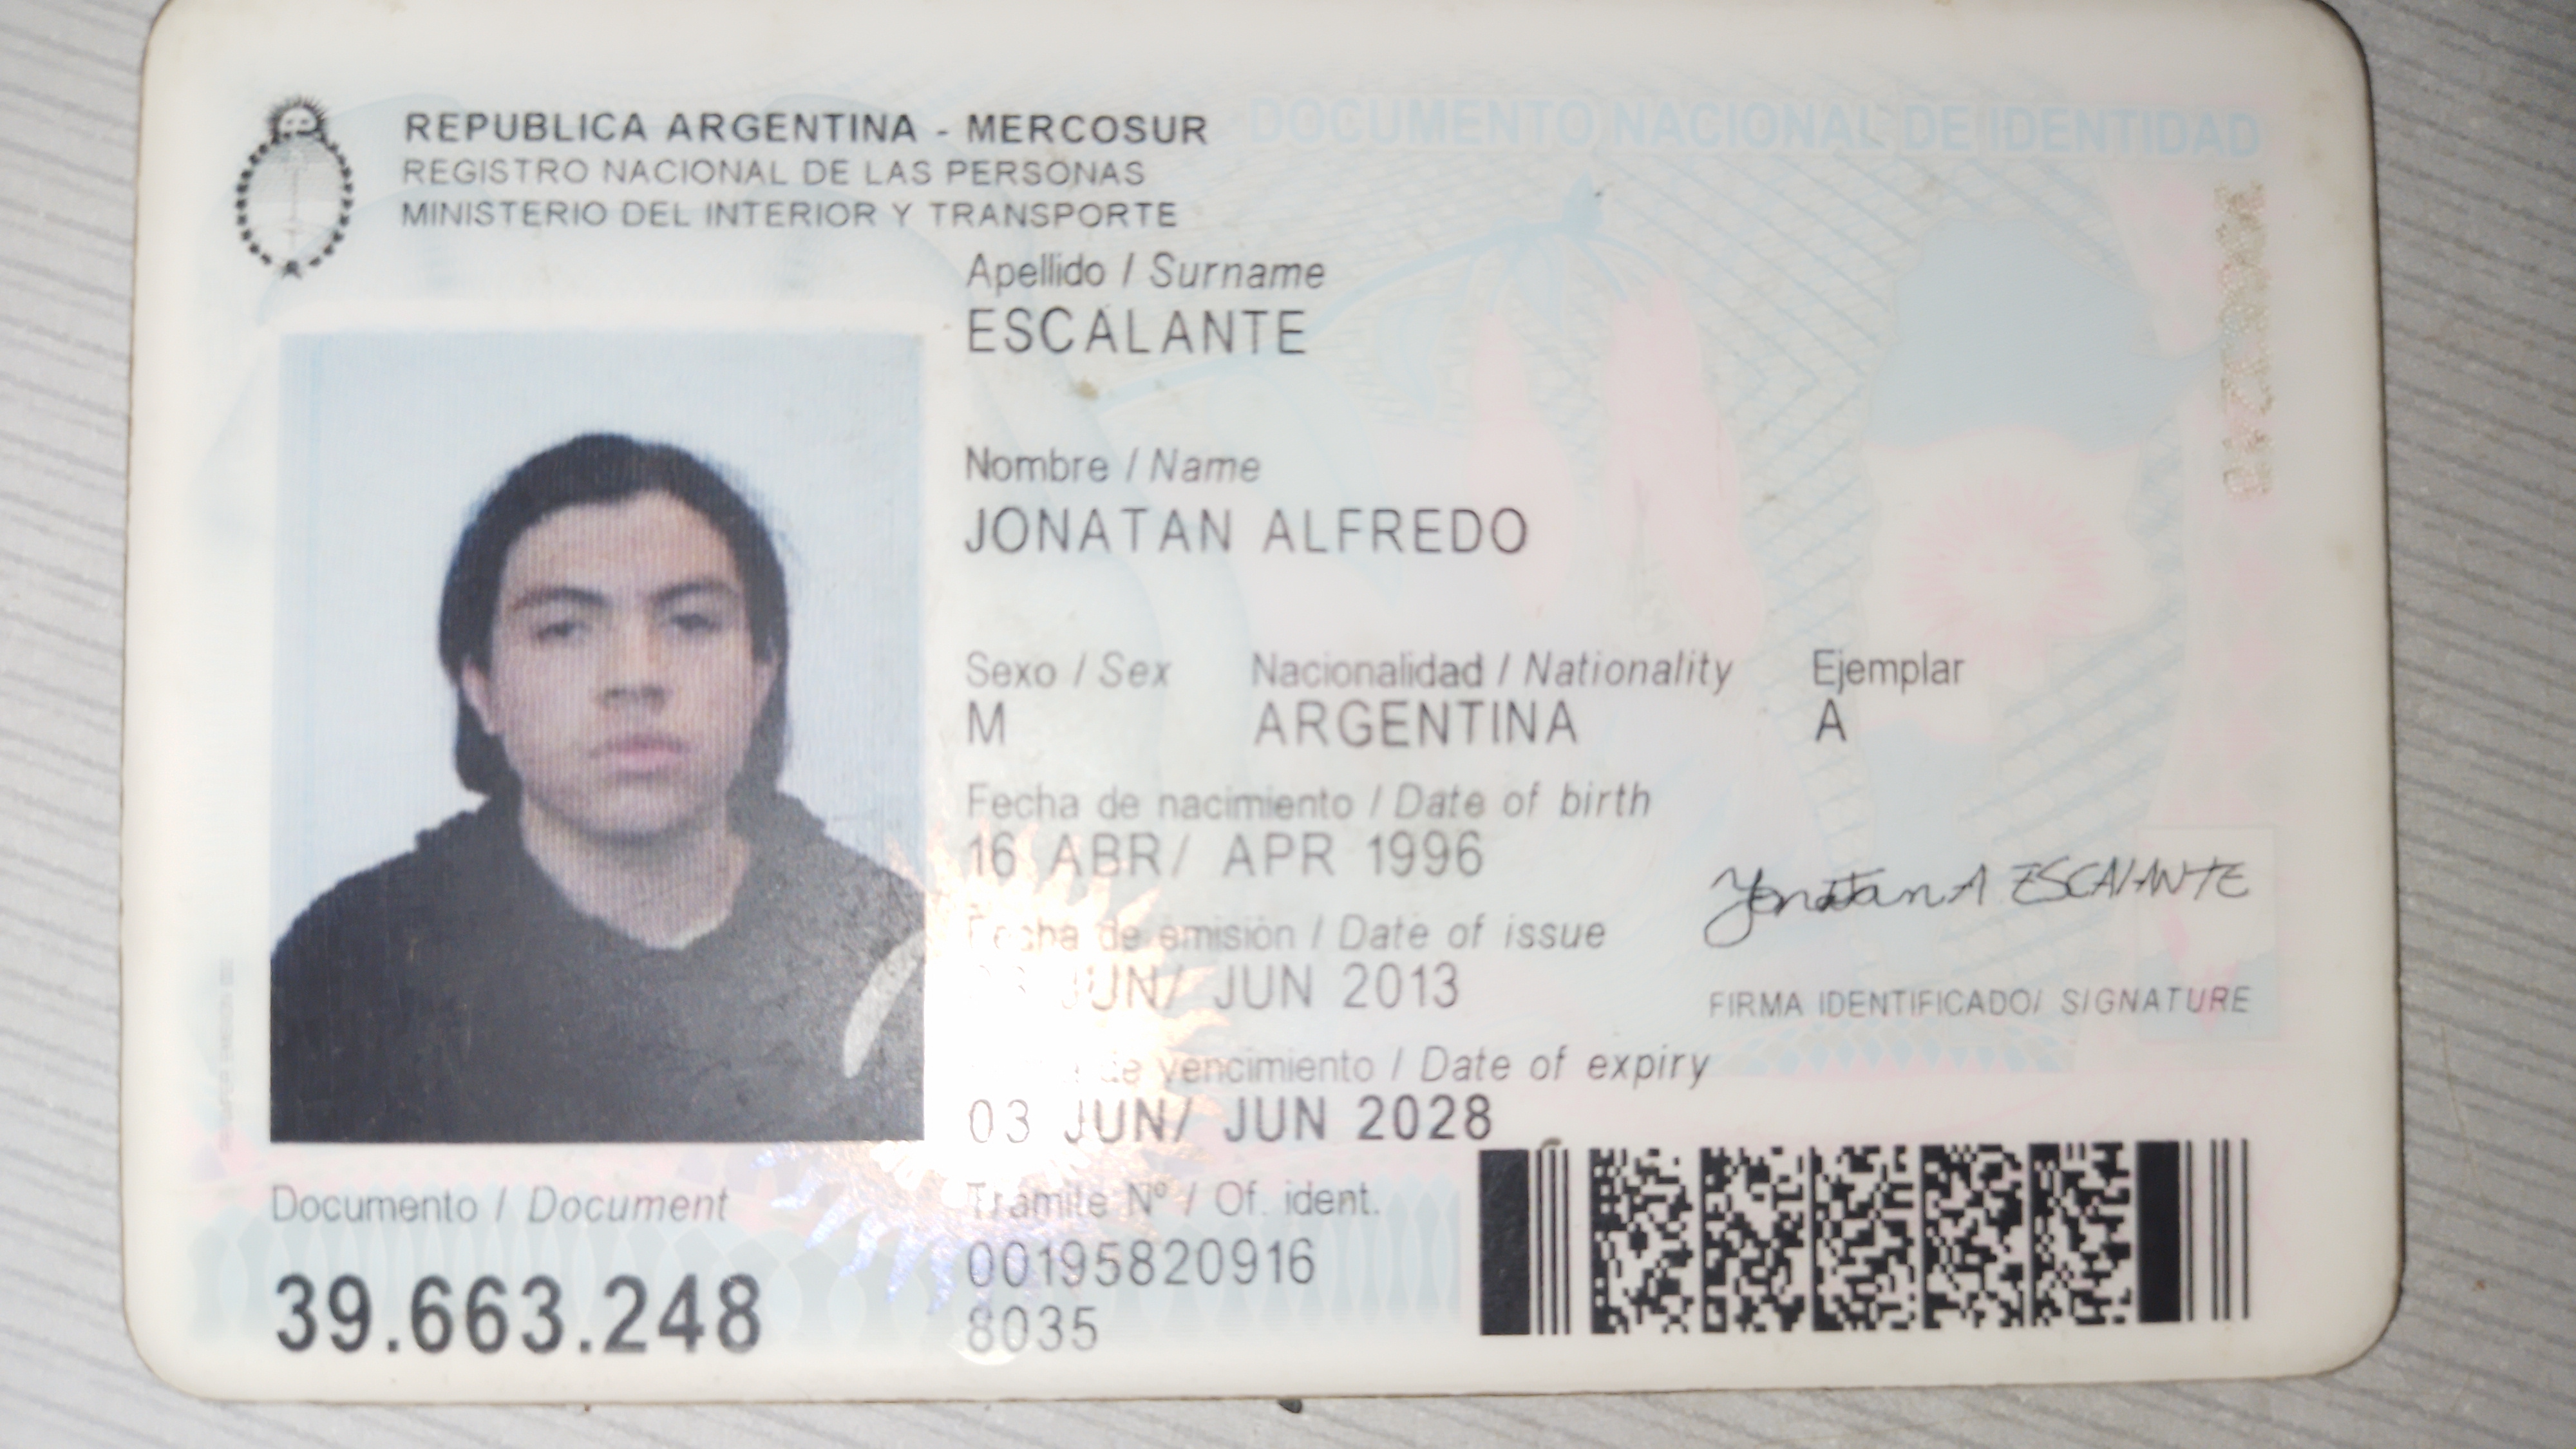 REPUBLICA ARGENTINA - MERCOSUR
DOCUMENTO NACIONAL DE IDENTIDAD
REGISTRO NACIONAL DE LAS PERSONAS
MINISTERIO DEL INTERIOR Y TRANSPORTE
Apellido / Surname
ESCALANTE
Nombre / Name
JONATAN ALFREDO
Sexo / Sex Nacionalidad / Nationality Ejemplar
M ARGENTINA A
Fecha de nacimiento / Date of birth
16 ABR/ APR 1996
Fecha de emisión / Date of issue
JUN/ JUN 2013
Jonatan A ESCALANTE
FIRMA IDENTIFICADO/ SIGNATURE
de vencimiento / Date of expiry
03 JUN/ JUN 2028
Documento / Document
39.663.248
Trámite Nº / Of. ident.
00195820916
8035